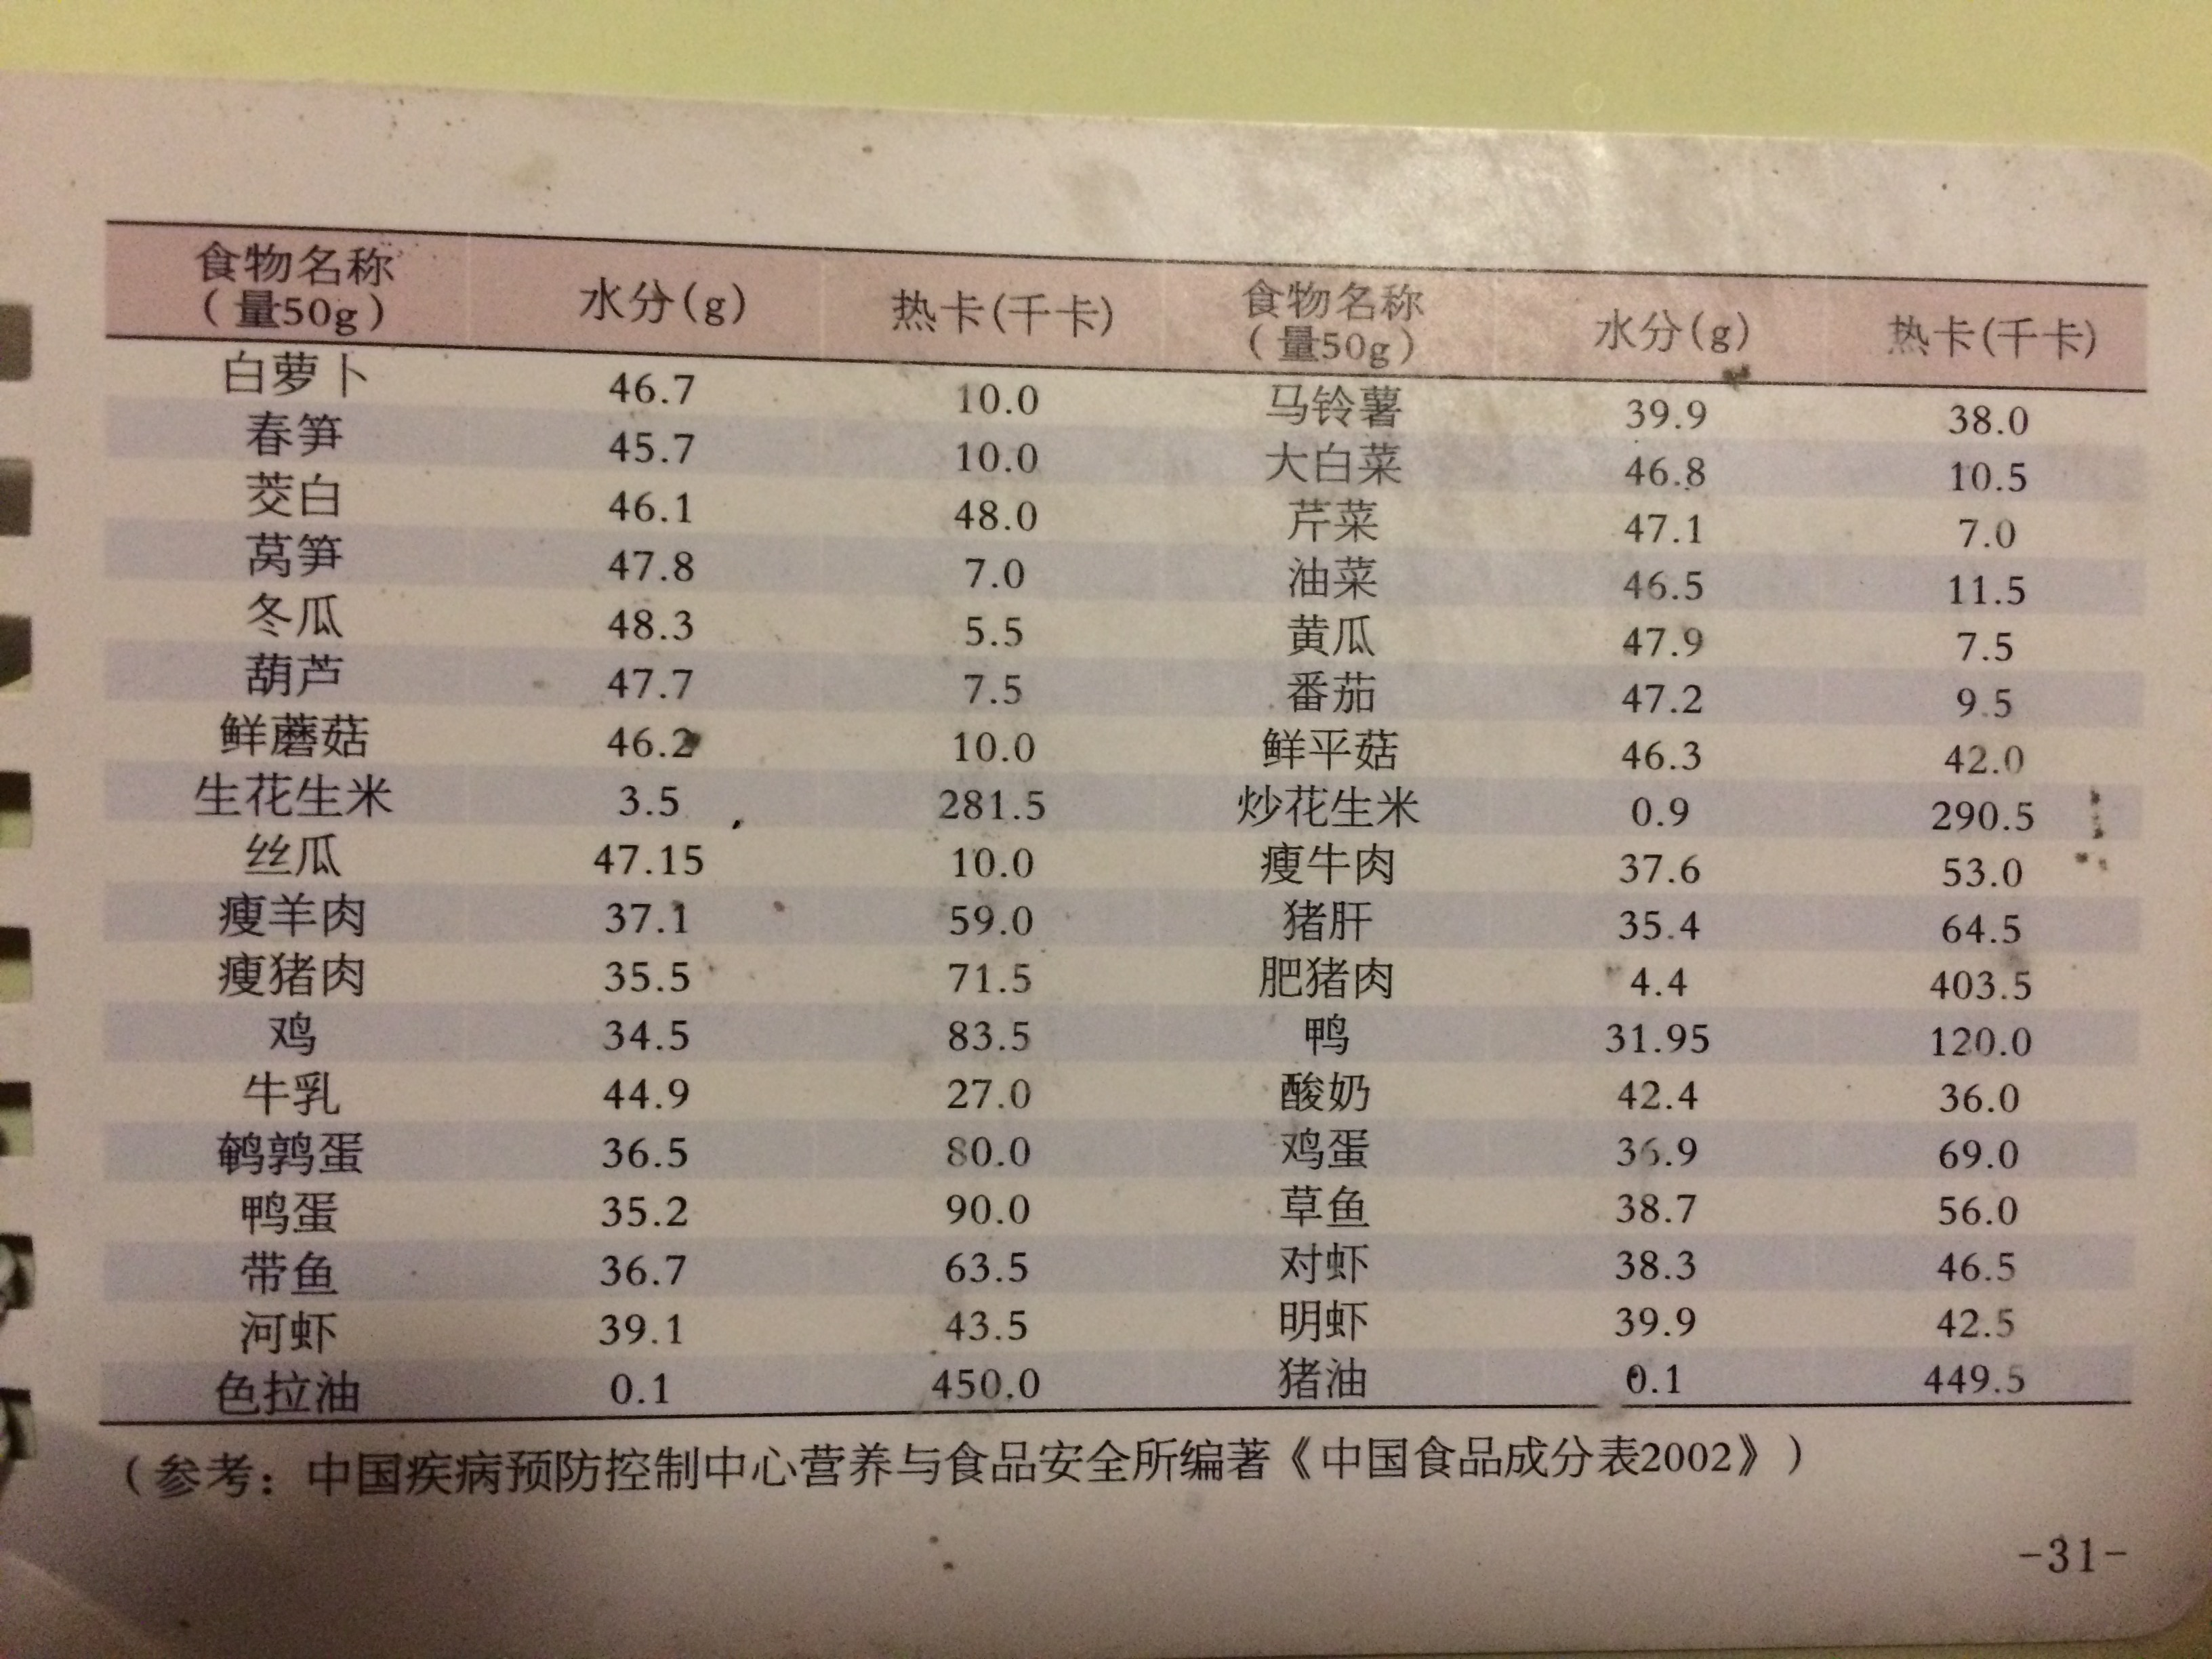 食物名称 水分(g) 热卡(千卡) 食物名称 水分(g) 热卡(千卡)
(量50g) (量50g)
白萝卜 46.7 10.0 马铃薯 39.9 38.0
春笋 45.7 10.0 大白菜 46.8 10.5
茭白 46.1 48.0 芹菜 47.1 7.0
莴笋 47.8 7.0 油菜 46.5 11.5
冬瓜 48.3 5.5 黄瓜 47.9 7.5
葫芦 47.7 7.5 番茄 47.2 9.5
鲜蘑菇 46.2 10.0 鲜平菇 46.3 42.0
生花生米 3.5 281.5 炒花生米 0.9 290.5
丝瓜 47.15 10.0 瘦牛肉 37.6 53.0
瘦羊肉 37.1 59.0 猪肝 35.4 64.5
瘦猪肉 35.5 71.5 肥猪肉 4.4 403.5
鸡 34.5 83.5 鸭 31.95 120.0
牛乳 44.9 27.0 酸奶 42.4 36.0
鹌鹑蛋 36.5 80.0 鸡蛋 36.9 69.0
鸭蛋 35.2 90.0 草鱼 38.7 56.0
带鱼 36.7 63.5 对虾 38.3 46.5
河虾 39.1 43.5 明虾 39.9 42.5
色拉油 0.1 450.0 猪油 0.1 449.5
(参考：中国疾病预防控制中心营养与食品安全所编著《中国食品成分表2002》)
-31-